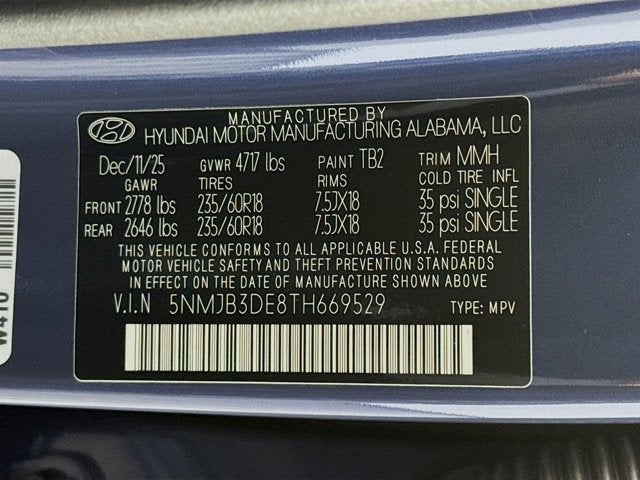 MANUFACTURED BY
HYUNDAI MOTOR MANUFACTURING ALABAMA, LLC
Dec/11/25 GVWR 4717 lbs PAINT TB2 TRIM MMH
GAWR TIRES RIMS COLD TIRE INFL
FRONT 2778 lbs 235/60R18 7.5JX18 35 psi SINGLE
REAR 2646 lbs 235/60R18 7.5JX18 35 psi SINGLE
THIS VEHICLE CONFORMS TO ALL APPLICABLE U.S.A. FEDERAL
MOTOR VEHICLE SAFETY AND THEFT PREVENTION STANDARDS
IN EFFECT ON THE DATE OF MANUFACTURE SHOWN ABOVE.
V.I.N 5NMJB3DE8TH669529 TYPE: MPV